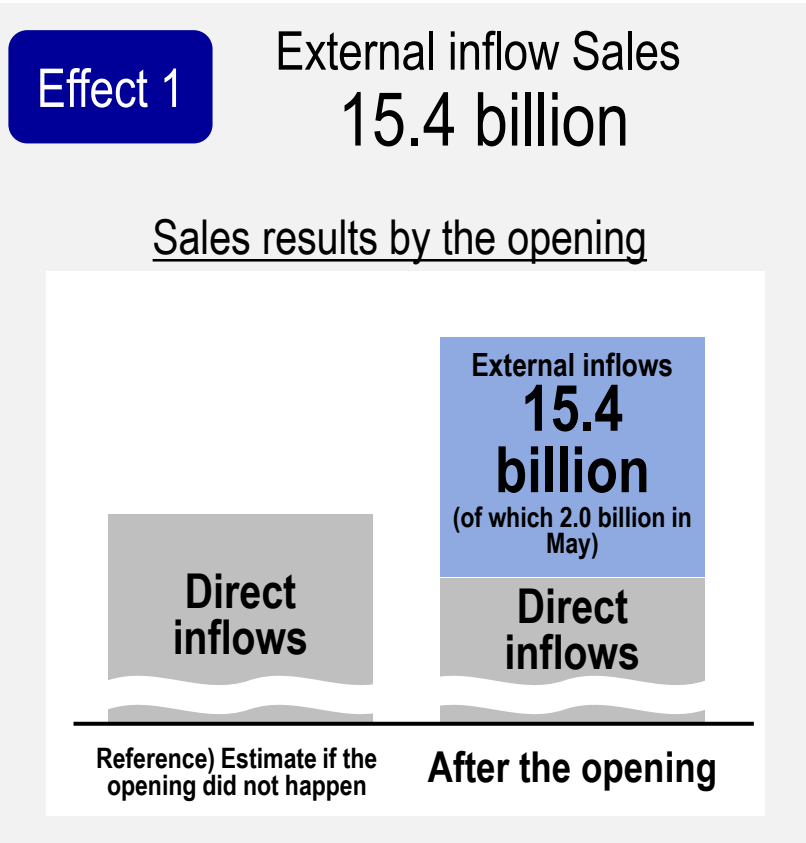 Effect 1
External inflow Sales
15.4 billion
Sales results by the opening
External inflows
15.4
billion
(of which 2.0 billion in
May)
Direct
inflows
Direct
inflows
Reference) Estimate if the
opening did not happen
After the opening